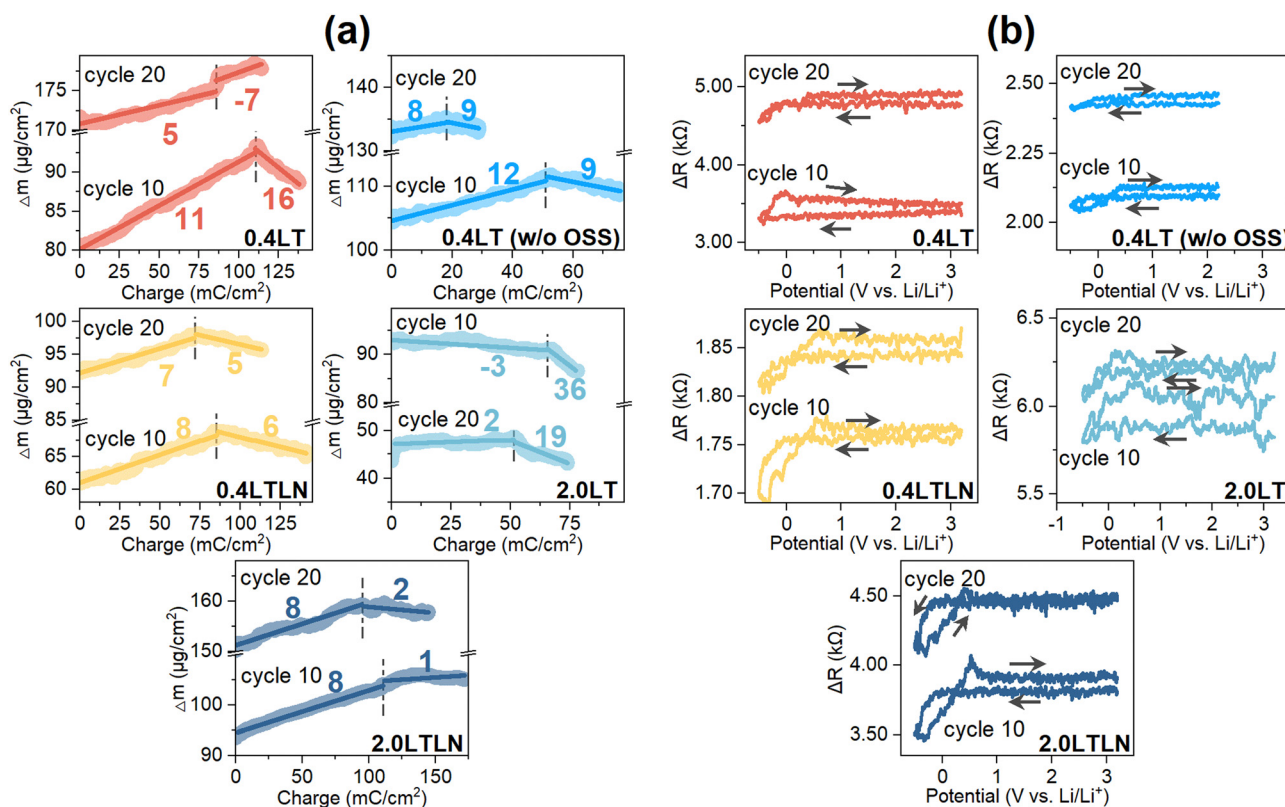 (a)
(b)
cycle 20
-7
5
cycle 10
11
16
0.4LT
175
170
90
85
80
Δm (μg/cm²)
0 25 50 75 100 125
Charge (mC/cm²)
cycle 20
8 9
cycle 10
12 9
0.4LT (w/o OSS)
140
130
110
100
Δm (μg/cm²)
0 20 40 60
Charge (mC/cm²)
cycle 20
7 5
cycle 10
8 6
0.4LTLN
100
95
90
85
65
60
Δm (μg/cm²)
0 25 50 75 100 125
Charge (mC/cm²)
cycle 10
-3
36
cycle 20
2
19
2.0LT
90
80
50
40
Δm (μg/cm²)
0 25 50 75
Charge (mC/cm²)
cycle 20
8 2
cycle 10
8 1
2.0LTLN
160
150
100
90
Δm (μg/cm²)
0 50 100 150
Charge (mC/cm²)
cycle 20
cycle 10
0.4LT
5.00
4.00
3.00
ΔR (kΩ)
0 1 2 3
Potential (V vs. Li/Li⁺)
cycle 20
cycle 10
0.4LT (w/o OSS)
2.50
2.25
2.00
ΔR (kΩ)
0 1 2 3
Potential (V vs. Li/Li⁺)
cycle 20
cycle 10
0.4LTLN
1.85
1.80
1.75
1.70
ΔR (kΩ)
0 1 2 3
Potential (V vs. Li/Li⁺)
cycle 20
cycle 10
2.0LT
6.5
6.25
6.0
5.75
5.5
ΔR (kΩ)
-1 0 1 2 3
Potential (V vs. Li/Li⁺)
cycle 20
cycle 10
2.0LTLN
4.50
4.00
3.50
ΔR (kΩ)
0 1 2 3
Potential (V vs. Li/Li⁺)